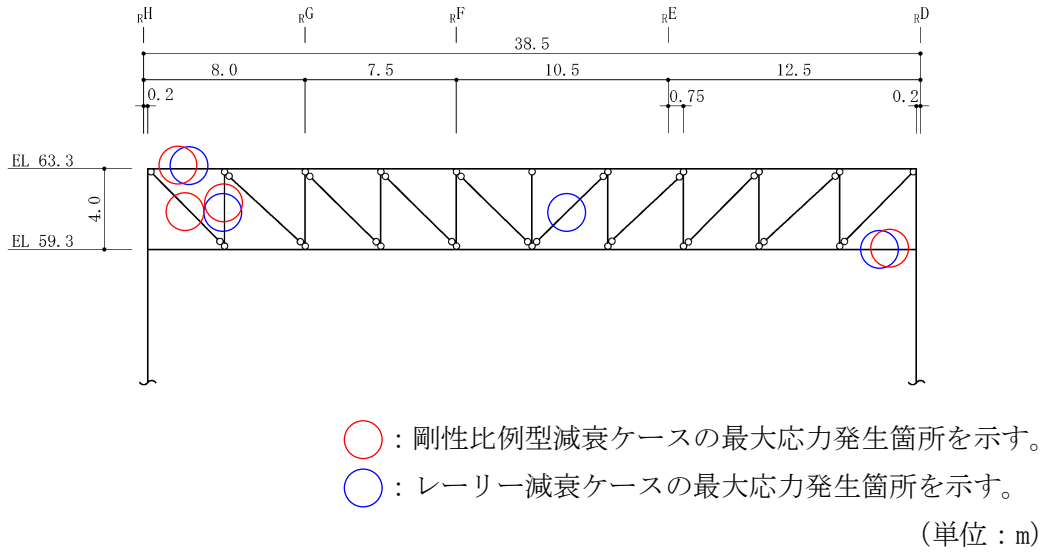 RH RG RF RE RD
38.5
8.0 7.5 10.5 12.5
0.2 0.75 0.2
EL 63.3
4.0
EL 59.3
：剛性比例型減衰ケースの最大応力発生箇所を示す。
：レーリー減衰ケースの最大応力発生箇所を示す。
(単位：m)